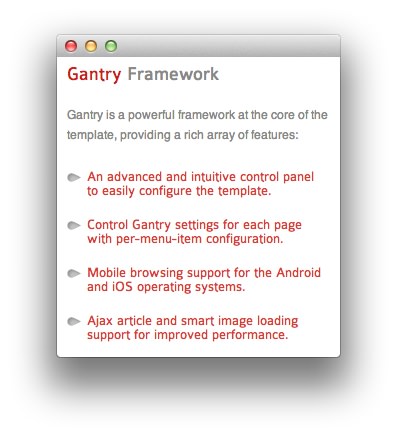 Gantry Framework
Gantry is a powerful framework at the core of the
template, providing a rich array of features:
An advanced and intuitive control panel
to easily configure the template.
Control Gantry settings for each page
with per-menu-item configuration.
Mobile browsing support for the Android
and iOS operating systems.
Ajax article and smart image loading
support for improved performance.